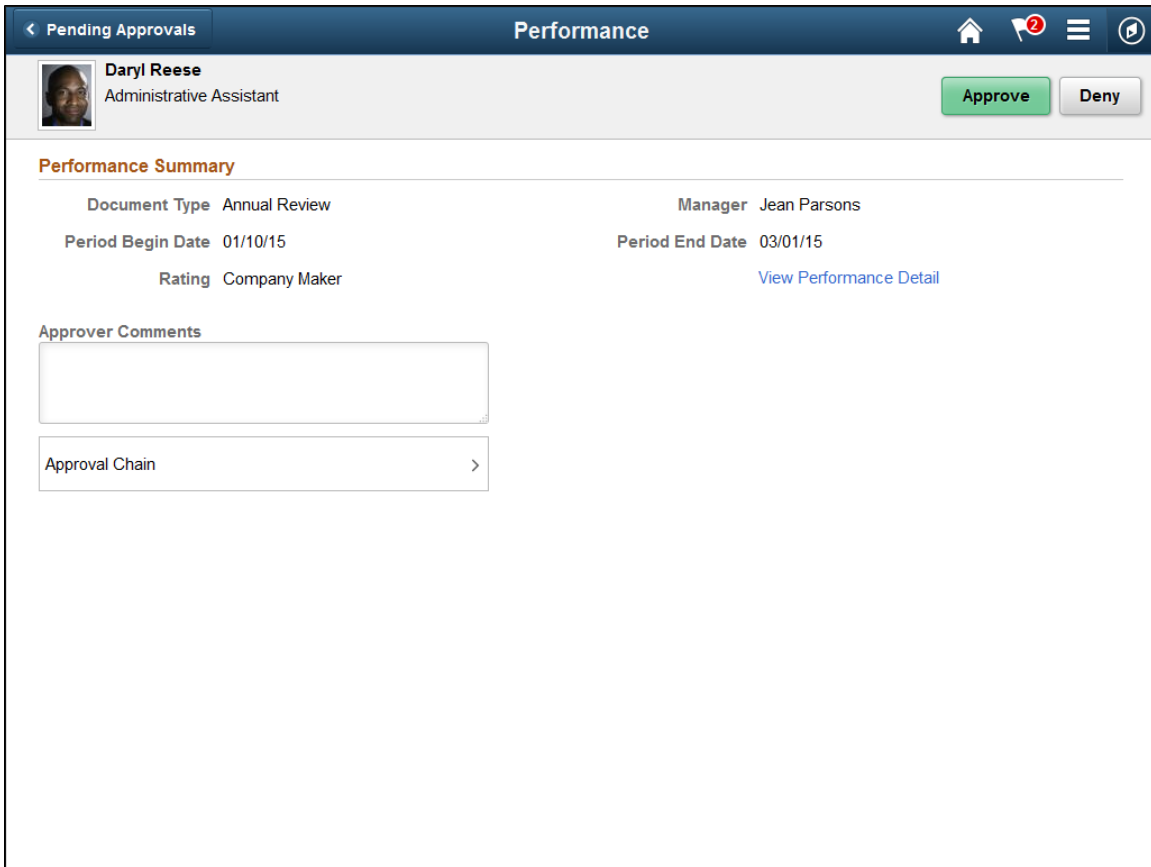 Pending Approvals
Performance
2
Daryl Reese
Administrative Assistant
Approve
Deny
Performance Summary
Document Type Annual Review
Manager Jean Parsons
Period Begin Date 01/10/15
Period End Date 03/01/15
Rating Company Maker
View Performance Detail
Approver Comments
Approval Chain